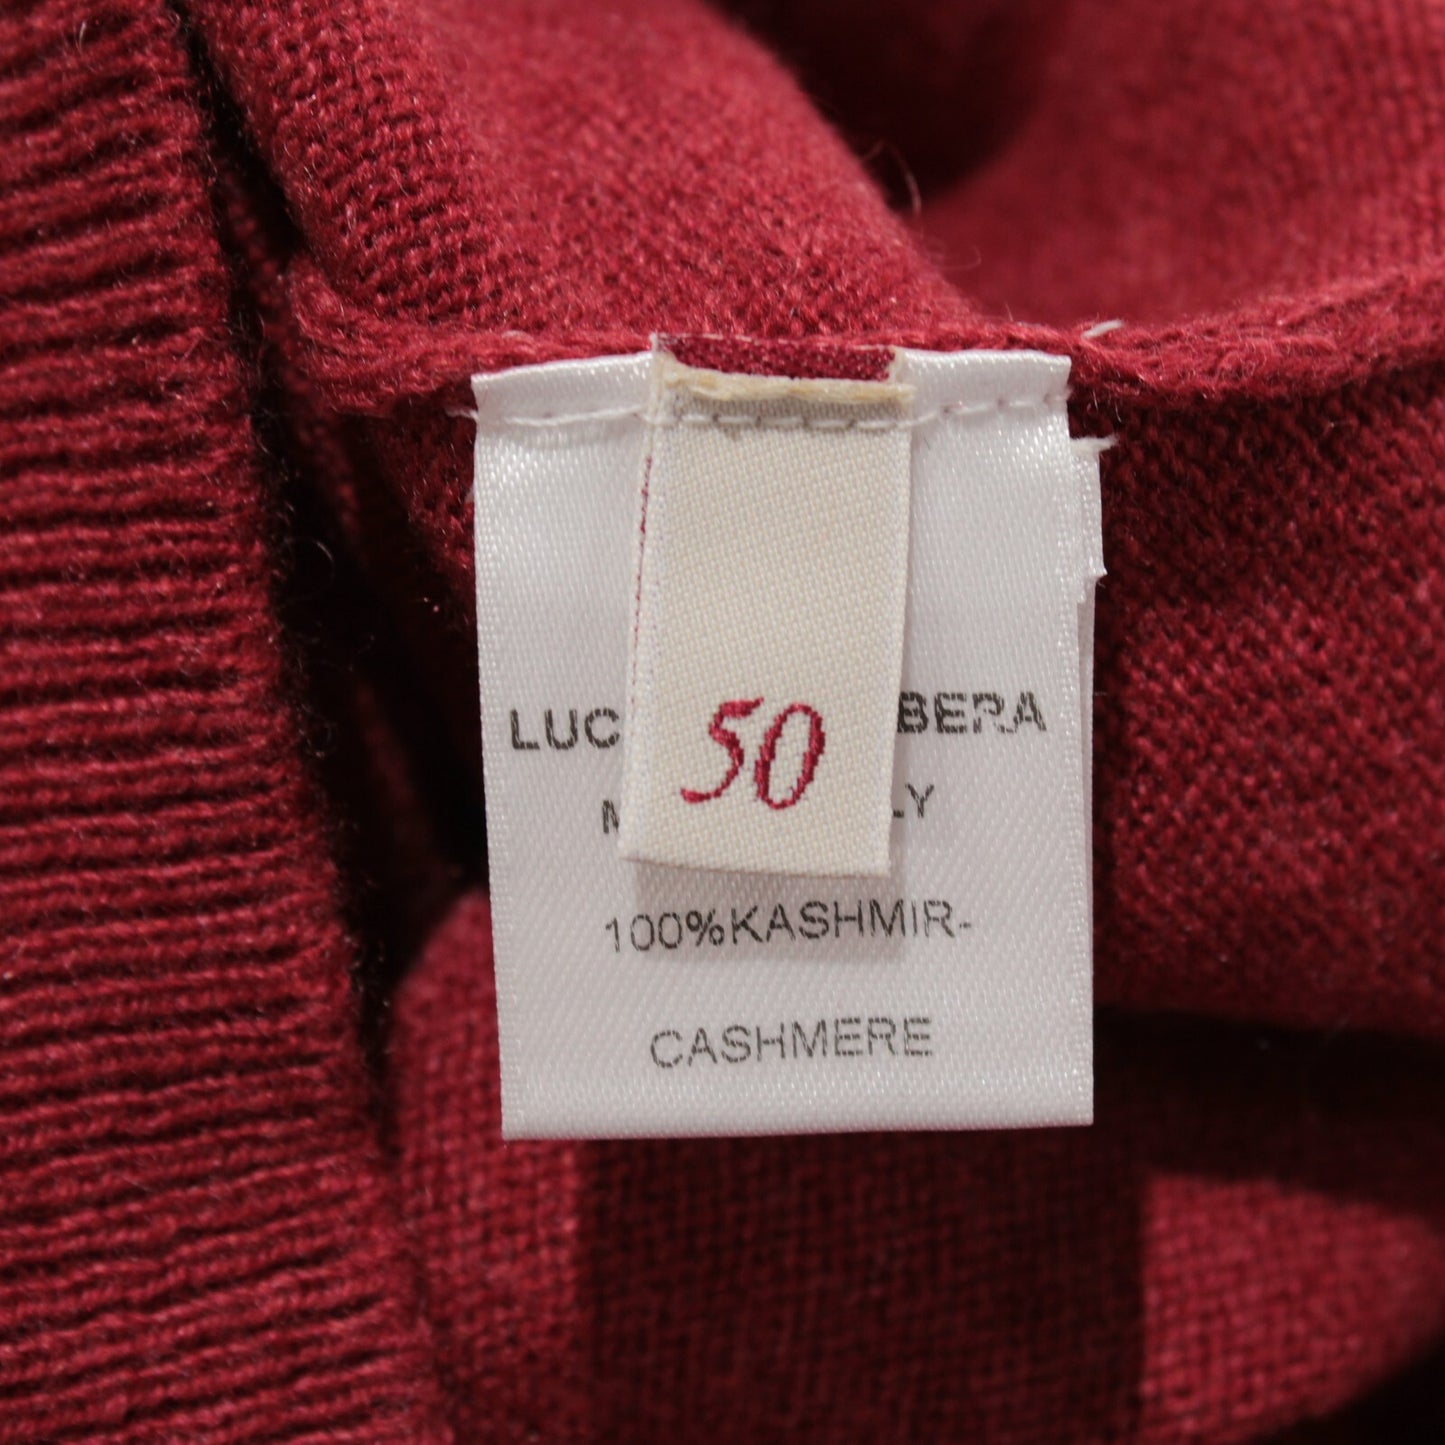 50
LUC BERA
M LY
100%KASHMIR-
CASHMERE